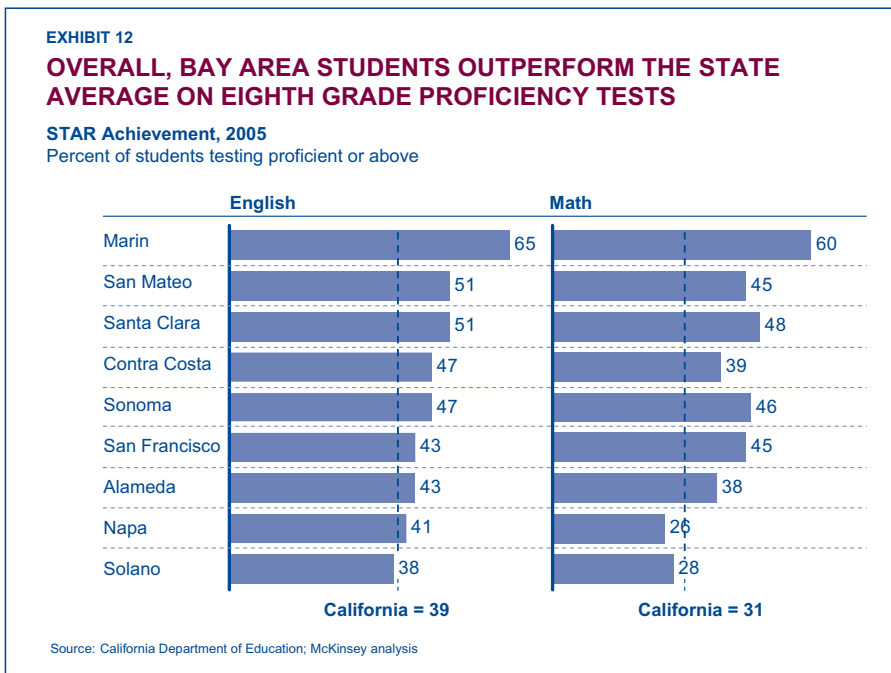 EXHIBIT 12
OVERALL, BAY AREA STUDENTS OUTPERFORM THE STATE
AVERAGE ON EIGHTH GRADE PROFICIENCY TESTS
STAR Achievement, 2005
Percent of students testing proficient or above
English Math
Marin 65 60
San Mateo 51 45
Santa Clara 51 48
Contra Costa 47 39
Sonoma 47 46
San Francisco 43 45
Alameda 43 38
Napa 41 26
Solano 38 28
California = 39 California = 31
Source: California Department of Education; McKinsey analysis